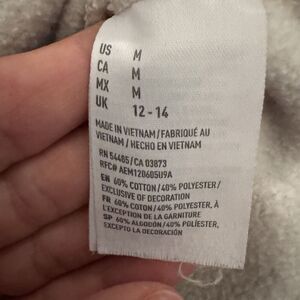 US M
CA M
MX M
UK 12 - 14
MADE IN VIETNAM/FABRIQUÉ AU
VIETNAM / HECHO EN VIETNAM
RN 54485/CA 03873
RFC# AEM120605U9A
EN 60% COTTON/40% POLYESTER/
EXCLUSIVE OF DECORATION
FR 60% COTON/40% POLYESTER/
À L'EXCEPTION DE LA GARNITURE
SP 60% ALGODÓN/40% POLIÉSTER,
EXCEPTO LA DECORACIÓN